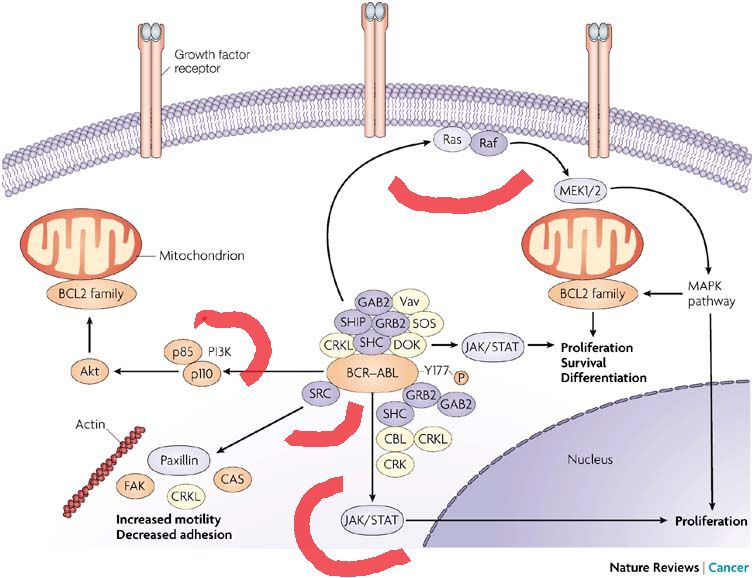 Growth factor
receptor
Ras
Raf
MEK1/2
Mitochondrion
BCL2 family
BCL2 family
MAPK
pathway
GAB2
Vav
SHIP
GRB2
SOS
CRKL
SHC
DOK
JAK/STAT
Proliferation
Survival
Differentiation
p85
PI3K
p110
Akt
BCR–ABL
Y177
P
SRC
GRB2
GAB2
SHC
Actin
CBL
CRKL
CRK
Paxillin
FAK
CRKL
CAS
Nucleus
Increased motility
Decreased adhesion
JAK/STAT
Proliferation
Nature Reviews | Cancer